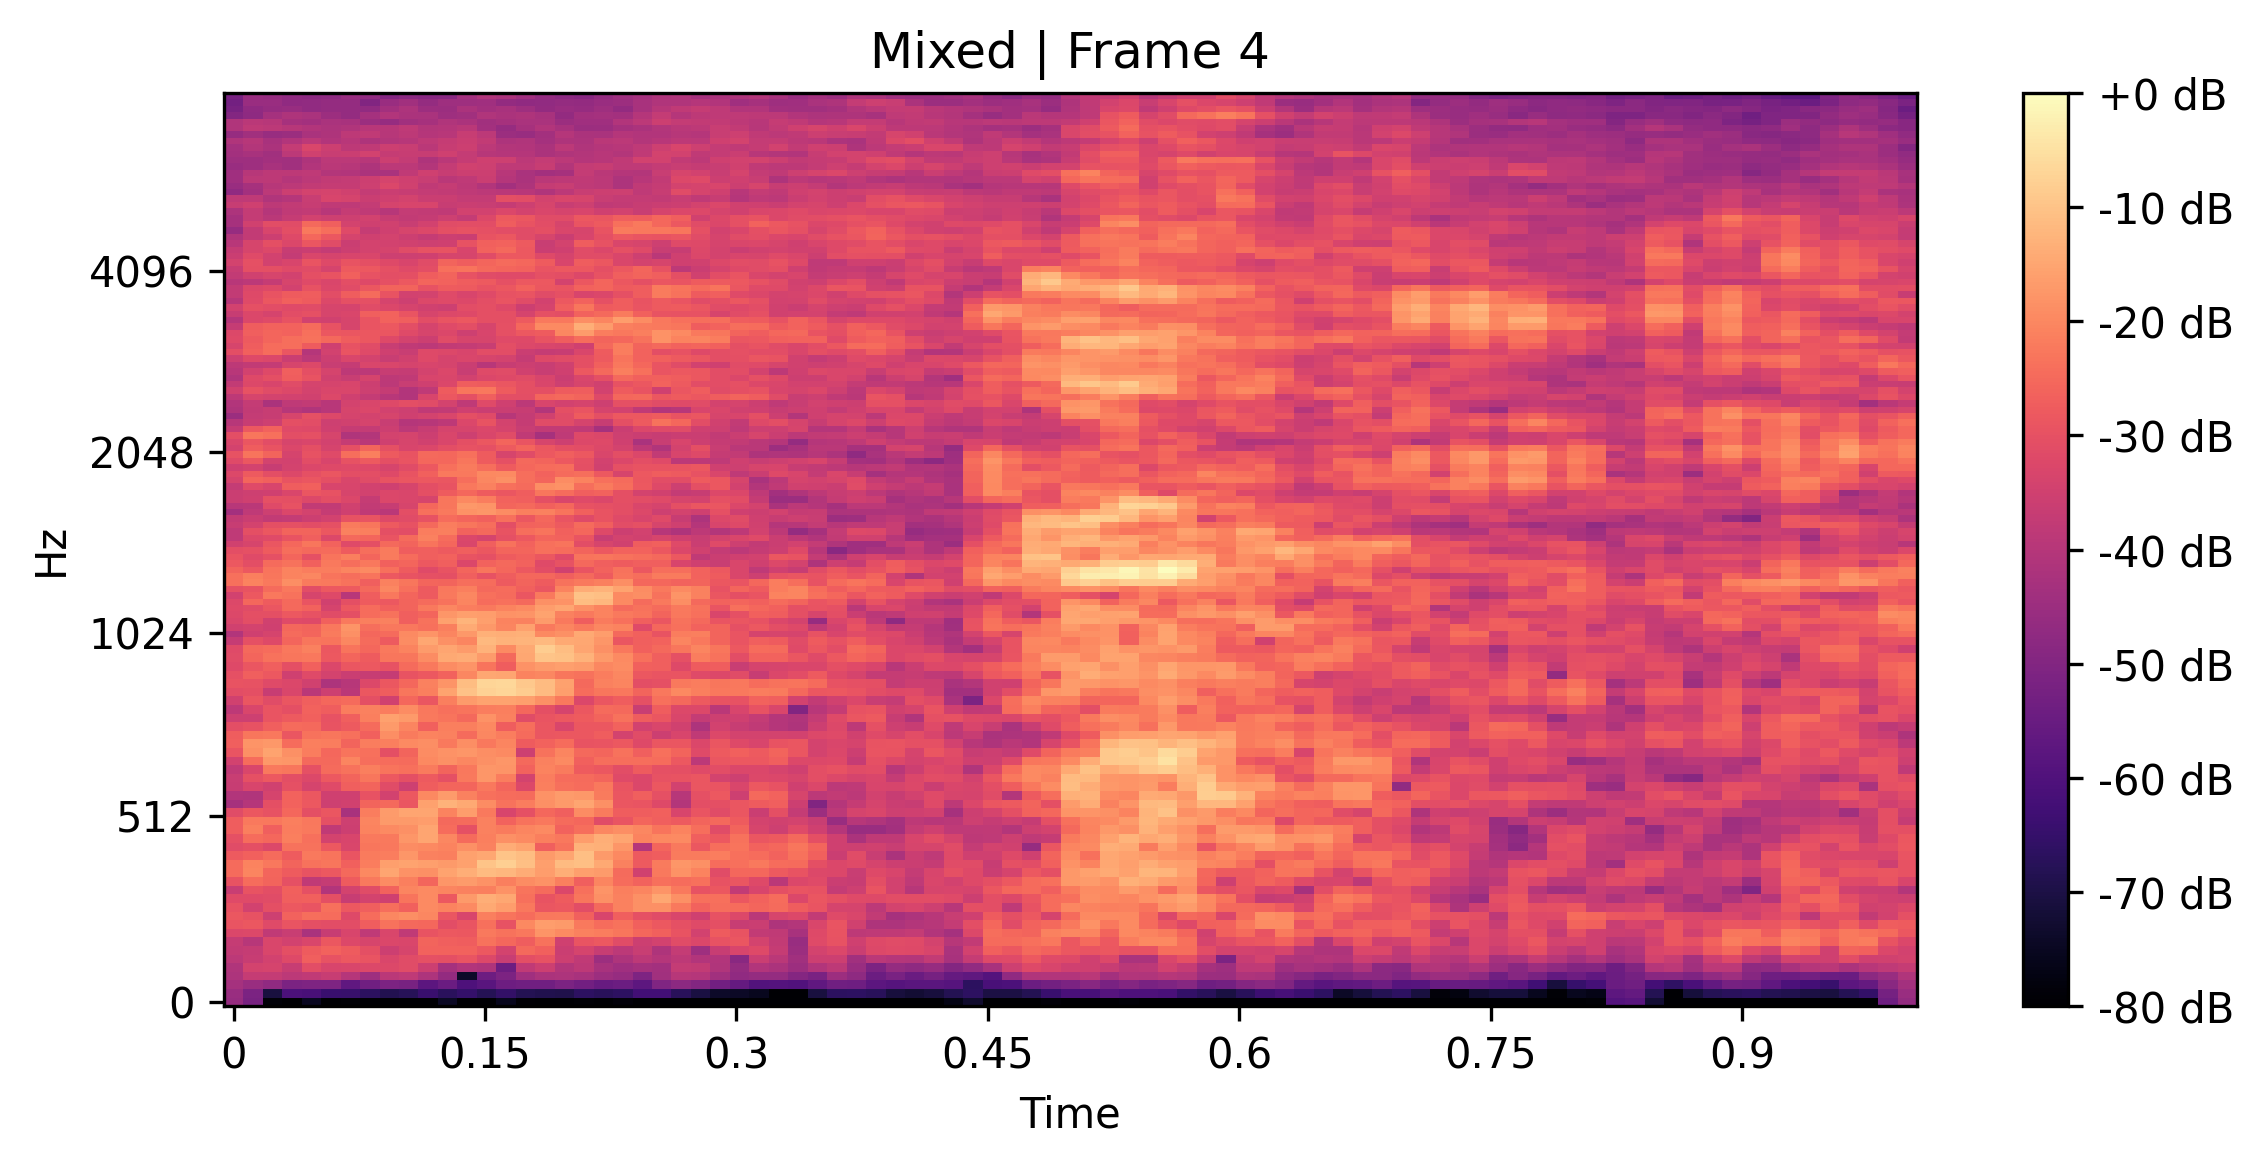 Mixed | Frame 4
Hz
4096
2048
1024
512
0
0 0.15 0.3 0.45 0.6 0.75 0.9
Time
+0 dB
-10 dB
-20 dB
-30 dB
-40 dB
-50 dB
-60 dB
-70 dB
-80 dB